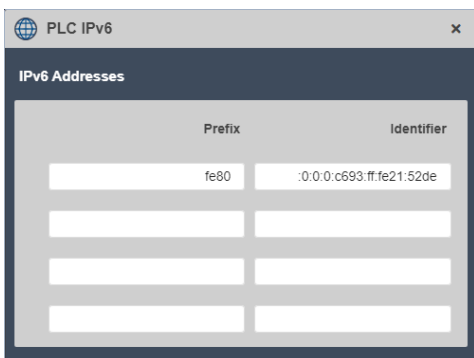 PLC IPv6 ×
IPv6 Addresses
Prefix Identifier
fe80 :0:0:0:c693:ff:fe21:52de